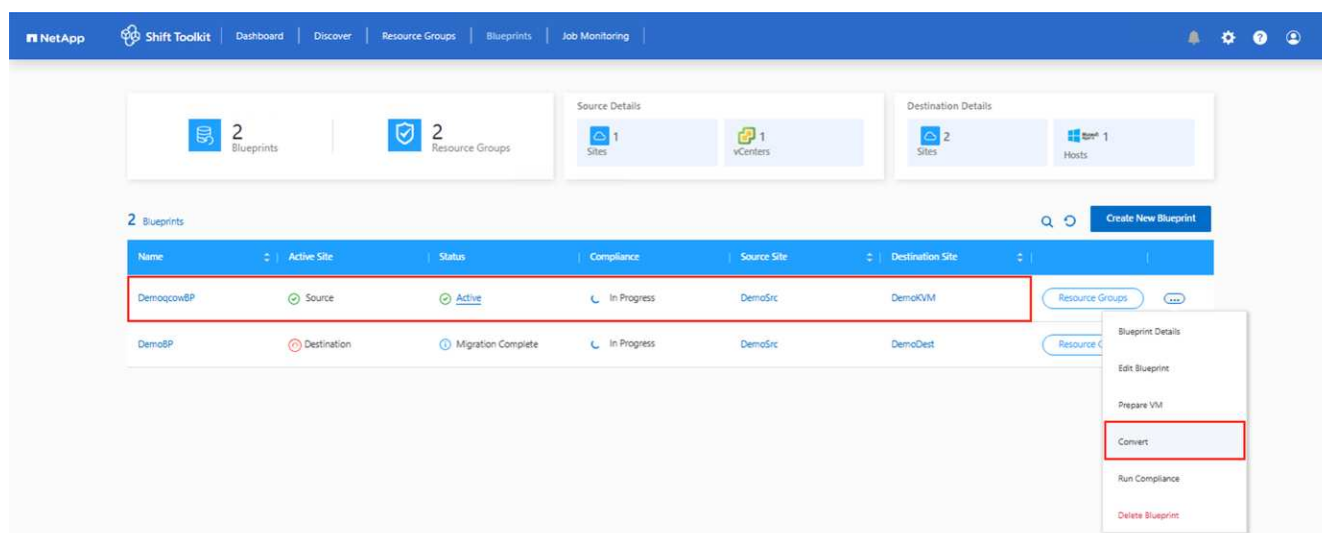 NetApp Shift Toolkit Dashboard Discover Resource Groups Blueprints Job Monitoring
Source Details
Destination Details
2
Blueprints
2
Resource Groups
1
Sites
1
vCenters
2
Sites
Microsoft 1
Hosts
2 Blueprints
Create New Blueprint
Name Active Site Status Compliance Source Site Destination Site
DemoqcowBP Source Active In Progress DemoSrc DemoKVM Resource Groups ...
DemoBP Destination Migration Complete In Progress DemoSrc DemoDest Resource
Blueprint Details
Edit Blueprint
Prepare VM
Convert
Run Compliance
Delete Blueprint